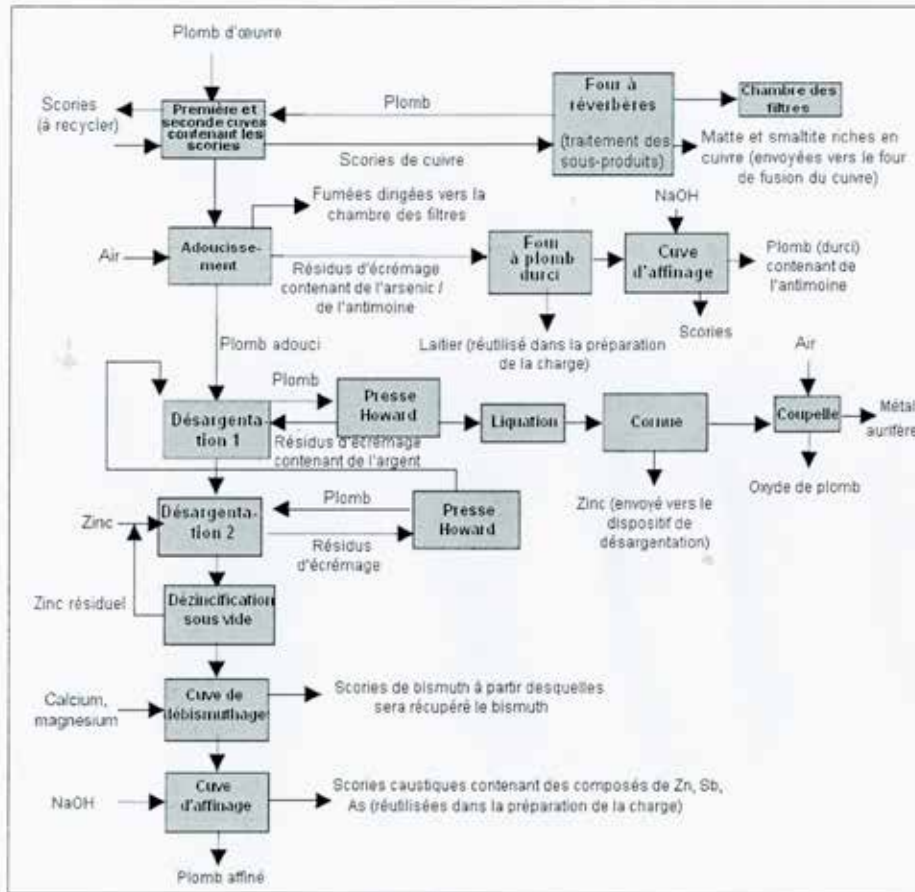 Plomb d'œuvre
Scories
(à recycler)
Première et
seconde cuves
contenant les
scories
Plomb
Scories de cuivre
Four à
réverbères
(traitement des
sous-produits)
Chambre des
filtres
Matte et smaltite riches en
cuivre (envoyées vers le four
de fusion du cuivre)
Fumées dirigées vers la
chambre des filtres
Air
Adoucisse-
ment
Résidus d'écrémage
contenant de l'arsenic /
de l'antimoine
Four
à plomb
durci
NaOH
Cuve
d'affinage
Plomb (durci)
contenant de
l'antimoine
Laitier (réutilisé dans la préparation
de la charge)
Scories
Plomb adouci
Plomb
Désargenta-
tion 1
Presse
Howard
Résidus d'écrémage
contenant de l'argent
Liquation
Cornue
Air
Coupelle
Métal
aurifère
Oxyde de plomb
Zinc (envoyé vers le
dispositif de
désargentation)
Zinc
Désargenta-
tion 2
Plomb
Presse
Howard
Résidus
d'écrémage
Zinc résiduel
Dézincification
sous vide
Calcium,
magnesium
Cuve de
débismuthage
Scories de bismuth à partir desquelles
sera récupéré le bismuth
NaOH
Cuve
d'affinage
Scories caustiques contenant des composés de Zn, Sb,
As (réutilisées dans la préparation de la charge)
Plomb affiné